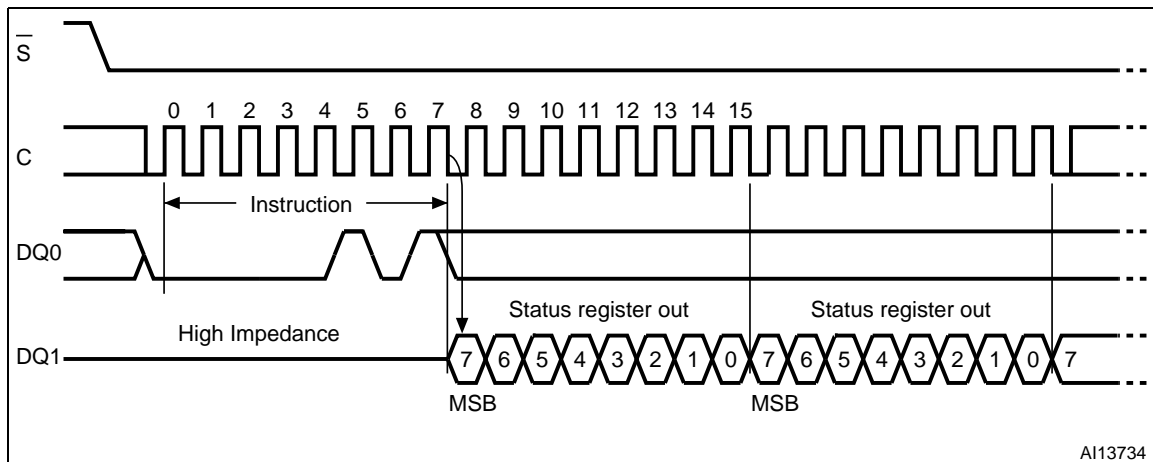 S
0 1 2 3 4 5 6 7 8 9 10 11 12 13 14 15
C
Instruction
DQ0
Status register out Status register out
High Impedance
DQ1 7 6 5 4 3 2 1 0 7 6 5 4 3 2 1 0 7
MSB MSB
AI13734